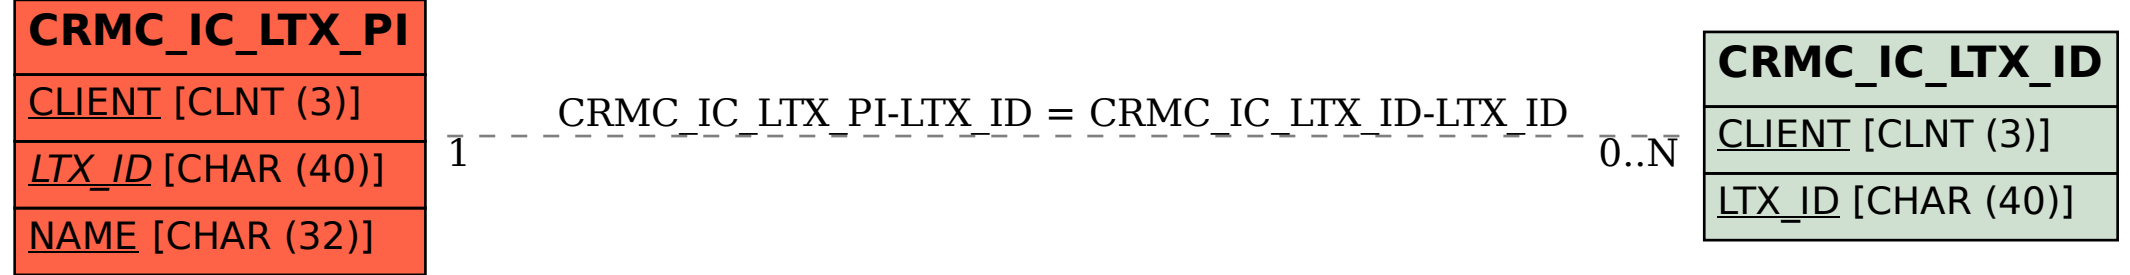 CRMC_IC_LTX_PI
CLIENT [CLNT (3)]
LTX_ID [CHAR (40)]
NAME [CHAR (32)]
CRMC_IC_LTX_PI-LTX_ID = CRMC_IC_LTX_ID-LTX_ID
1
0..N
CRMC_IC_LTX_ID
CLIENT [CLNT (3)]
LTX_ID [CHAR (40)]